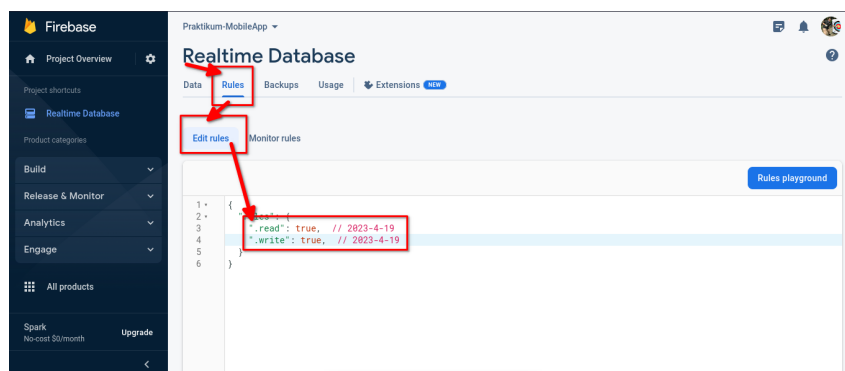 Firebase
Project Overview
Project shortcuts
Realtime Database
Product categories
Build
Release & Monitor
Analytics
Engage
All products
Spark
No-cost $0/month
Upgrade
Praktikum-MobileApp
Realtime Database
Data Rules Backups Usage Extensions NEW
Edit rules Monitor rules
Rules playground
1 {
2
3 ".read": true, // 2023-4-19
4 ".write": true, // 2023-4-19
5 }
6 }